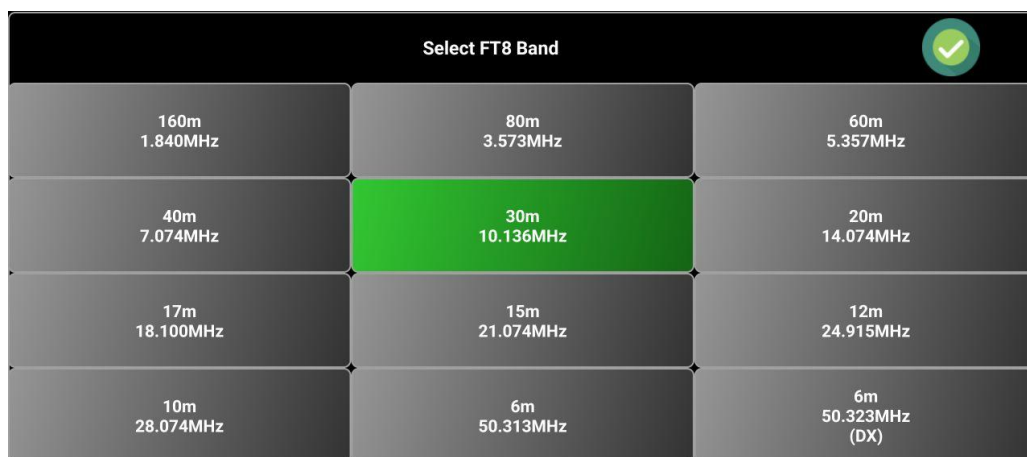 Select FT8 Band
160m
1.840MHz
80m
3.573MHz
60m
5.357MHz
40m
7.074MHz
30m
10.136MHz
20m
14.074MHz
17m
18.100MHz
15m
21.074MHz
12m
24.915MHz
10m
28.074MHz
6m
50.313MHz
6m
50.323MHz
(DX)